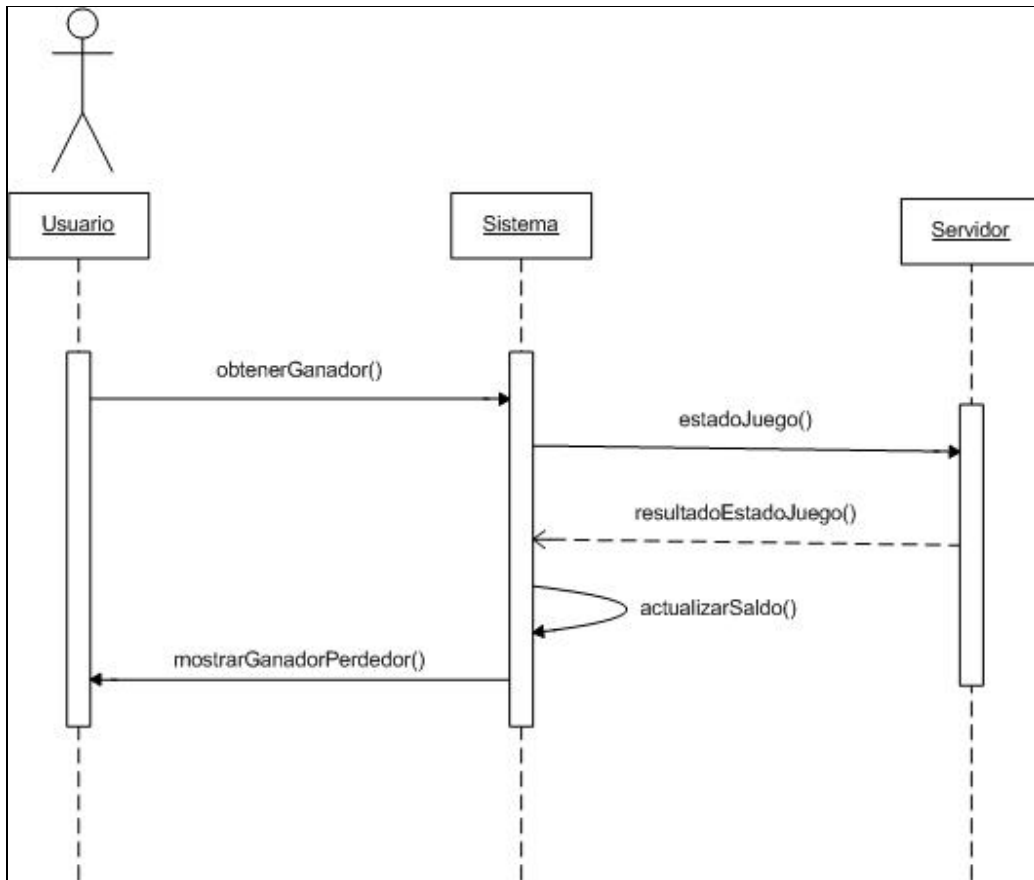 Usuario
Sistema
Servidor
obtenerGanador()
estadoJuego()
resultadoEstadoJuego()
actualizarSaldo()
mostrarGanadorPerdedor()